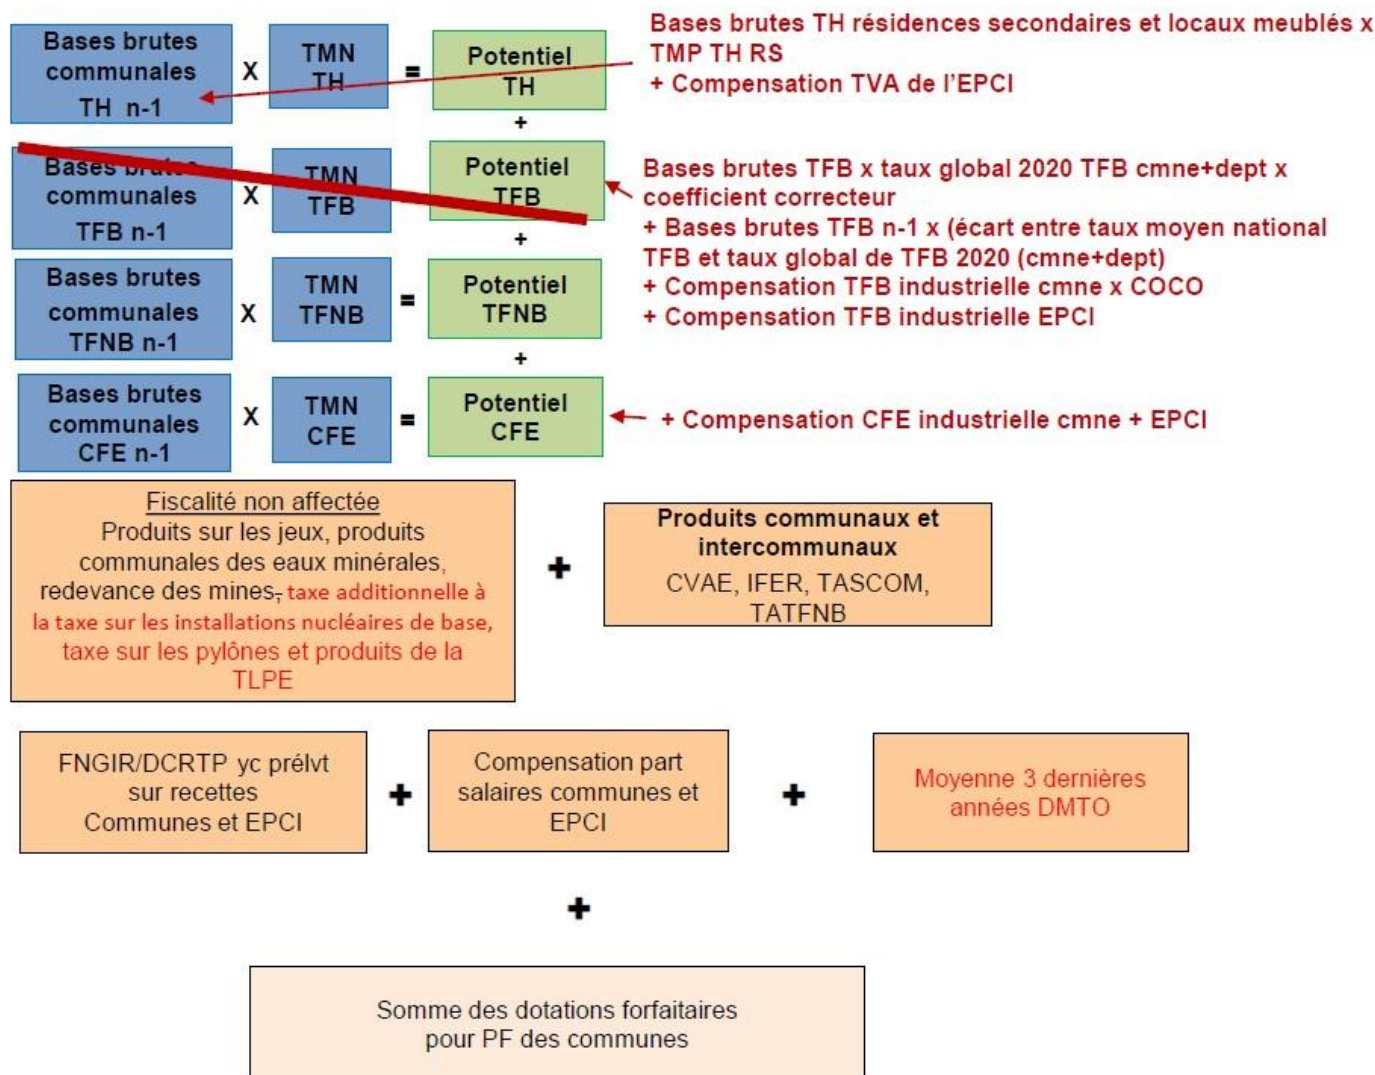 Bases brutes
communales
TH n-1
X
TMN
TH
=
Potentiel
TH
Bases brutes TH résidences secondaires et locaux meublés x
TMP TH RS
+ Compensation TVA de l'EPCI
+
Bases brutes
communales
TFB n-1
X
TMN
TFB
Potentiel
TFB
Bases brutes TFB x taux global 2020 TFB cmne+dept x
coefficient correcteur
+ Bases brutes TFB n-1 x (écart entre taux moyen national
TFB et taux global de TFB 2020 (cmne+dept)
+ Compensation TFB industrielle cmne x COCO
+ Compensation TFB industrielle EPCI
+
Bases brutes
communales
TFNB n-1
X
TMN
TFNB
=
Potentiel
TFNB
+
Bases brutes
communales
CFE n-1
X
TMN
CFE
=
Potentiel
CFE
+ Compensation CFE industrielle cmne + EPCI
Fiscalité non affectée
Produits sur les jeux, produits
communales des eaux minérales,
redevance des mines, taxe additionnelle à
la taxe sur les installations nucléaires de base,
taxe sur les pylônes et produits de la
TLPE
+
Produits communaux et
intercommunaux
CVAE, IFER, TASCOM,
TATFNB
FNGIR/DCRTP yc prélvt
sur recettes
Communes et EPCI
+
Compensation part
salaires communes et
EPCI
+
Moyenne 3 dernières
années DMTO
+
Somme des dotations forfaitaires
pour PF des communes